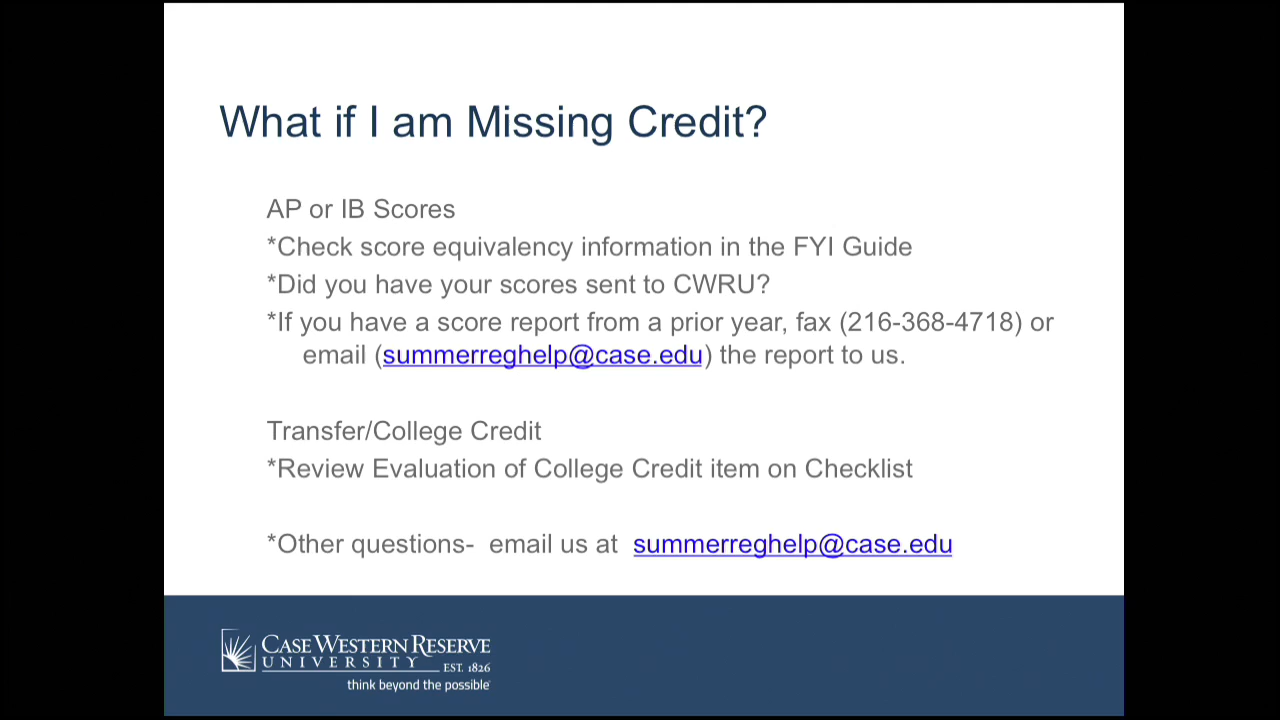 What if I am Missing Credit?
AP or IB Scores
*Check score equivalency information in the FYI Guide
*Did you have your scores sent to CWRU?
*If you have a score report from a prior year, fax (216-368-4718) or
email (summerreghelp@case.edu) the report to us.
Transfer/College Credit
*Review Evaluation of College Credit item on Checklist
*Other questions-  email us at  summerreghelp@case.edu
CASE WESTERN RESERVE
UNIVERSITY EST. 1826
think beyond the possible